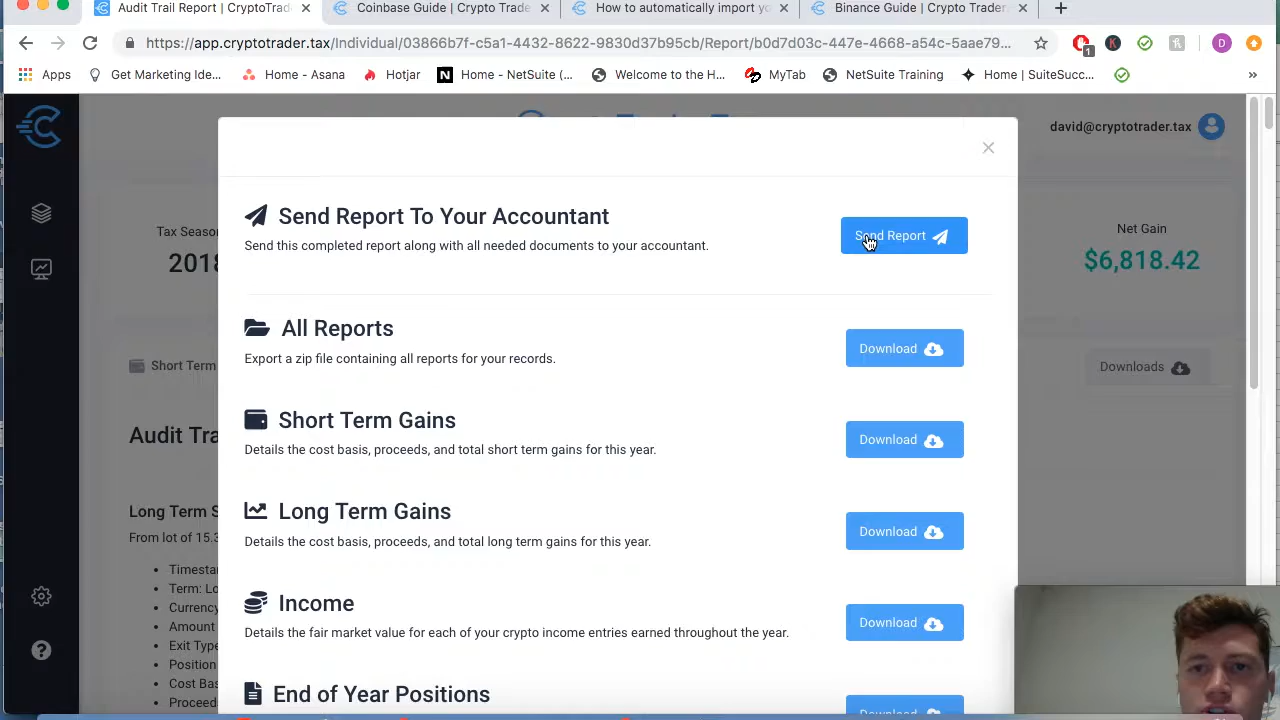 Audit Trail Report | CryptoTrad
Coinbase Guide | Crypto Trade
How to automatically import yo
Binance Guide | Crypto Trader
https://app.cryptotrader.tax/Individual/03866b7f-c5a1-4432-8622-9830d37b95cb/Report/b0d7d03c-447e-4668-a54c-5aae79...
1
K
D
Apps
Get Marketing Ide...
Home - Asana
Hotjar
N Home - NetSuite (...
Welcome to the H...
MyTab
NetSuite Training
Home | SuiteSucc...
»
david@cryptotrader.tax
Tax Seaso
2018
Net Gain
$6,818.42
Short Term
Downloads
Audit Tra
Long Term S
From lot of 15.3
Timestar
Term: Lo
Currency
Amount
Exit Type
Position
Cost Bas
Proceed
Send Report To Your Accountant
Send this completed report along with all needed documents to your accountant.
Send Report
All Reports
Export a zip file containing all reports for your records.
Download
Short Term Gains
Details the cost basis, proceeds, and total short term gains for this year.
Download
Long Term Gains
Details the cost basis, proceeds, and total long term gains for this year.
Download
Income
Details the fair market value for each of your crypto income entries earned throughout the year.
Download
End of Year Positions
Download